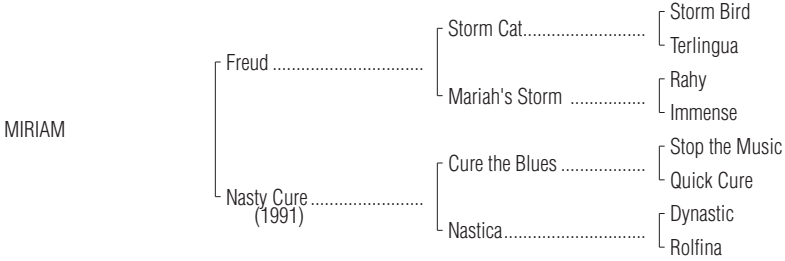 Storm Bird
Storm Cat..........................
Terlingua
Freud ................................
Rahy
Mariah's Storm ................
Immense
MIRIAM
Stop the Music
Cure the Blues ..................
Quick Cure
Nasty Cure ........................
(1991)
Dynastic
Nastica..............................
Rolfina